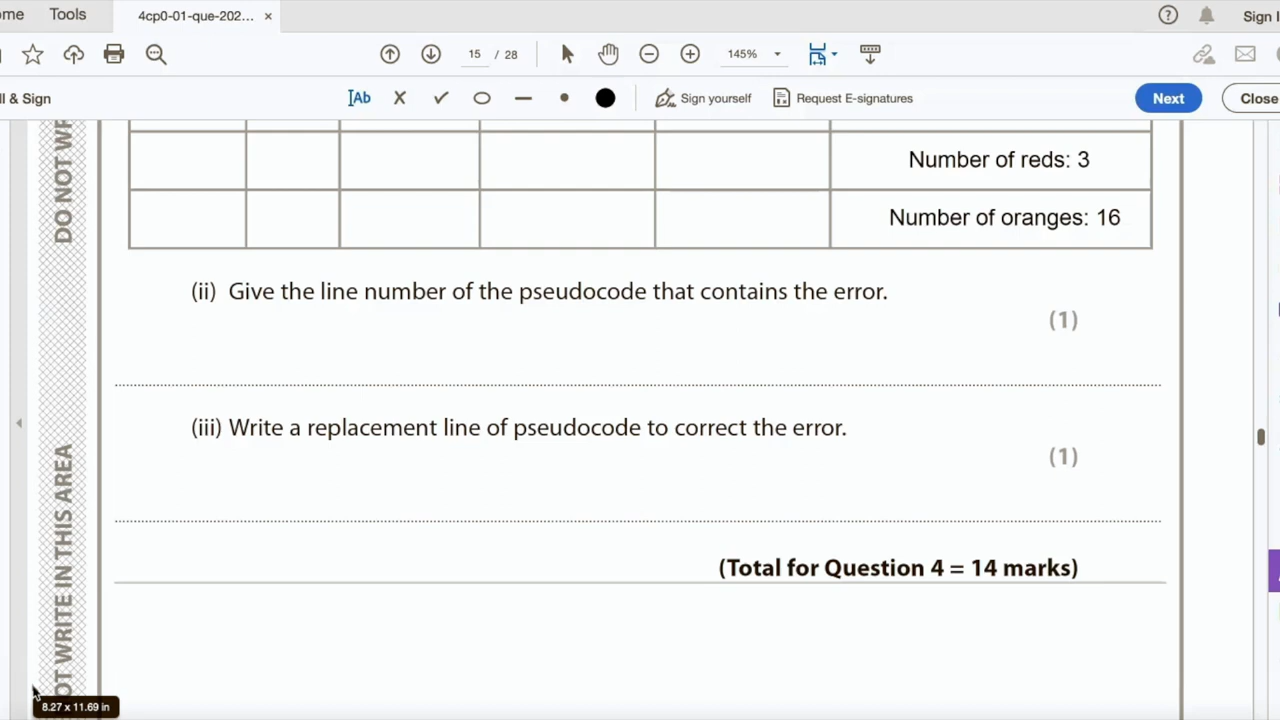 ome Tools 4cp0-01-que-202... × Sign I
15 / 28 145%
ll & Sign Ab Sign yourself Request E-signatures Next Close
DO NOT WR
Number of reds: 3
Number of oranges: 16
(ii) Give the line number of the pseudocode that contains the error.
(1)
(iii) Write a replacement line of pseudocode to correct the error.
(1)
(Total for Question 4 = 14 marks)
OT WRITE IN THIS AREA
8.27 x 11.69 in